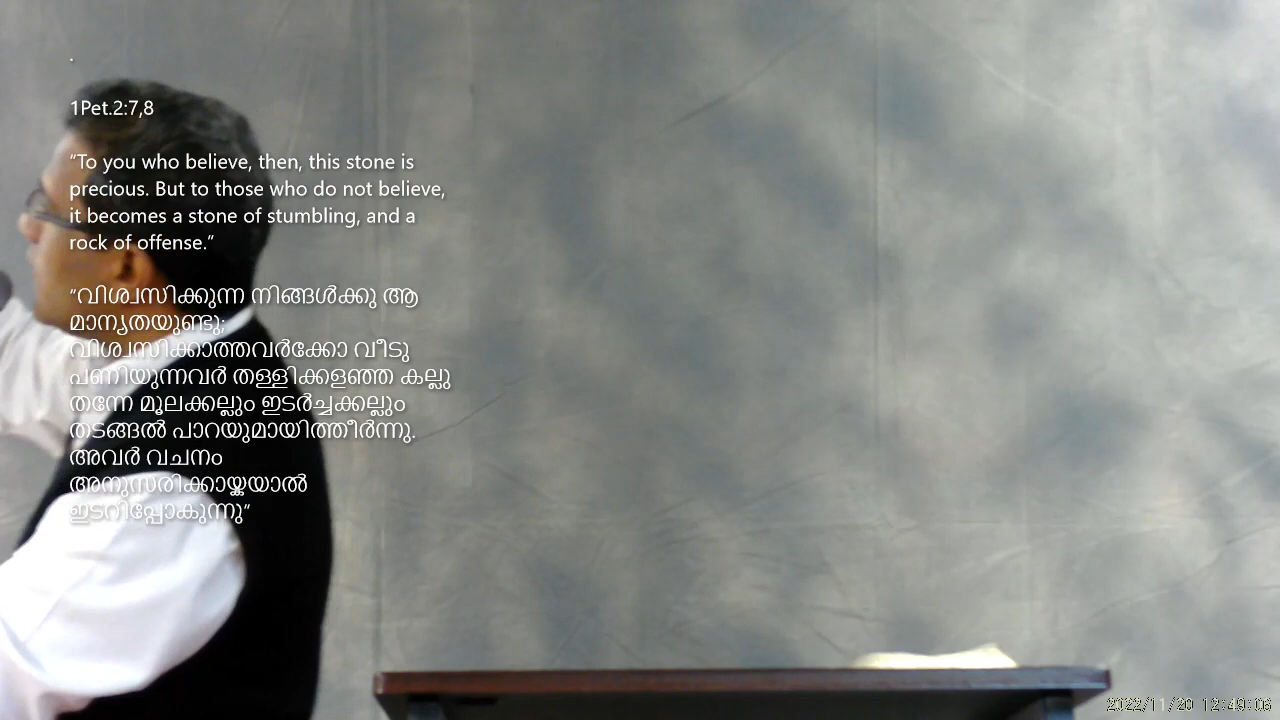 .
1Pet.2:7,8
“To you who believe, then, this stone is
precious. But to those who do not believe,
it becomes a stone of stumbling, and a
rock of offense.”
“വിശ്വസിക്കുന്ന നിങ്ങൾക്കു ആ
മാന്യതയുണ്ടു;
വിശ്വസിക്കാത്തവർക്കോ വീടു
പണിയുന്നവർ തള്ളിക്കളഞ്ഞ കല്ലു
തന്നേ മൂലക്കല്ലും ഇടർച്ചക്കല്ലും
തടങ്ങൽ പാറയുമായിത്തീർന്നു.
അവർ വചനം
അനുസരിക്കായ്കയാൽ
ഇടറിപ്പോകുന്നു”
2022/11/20 12:49:06